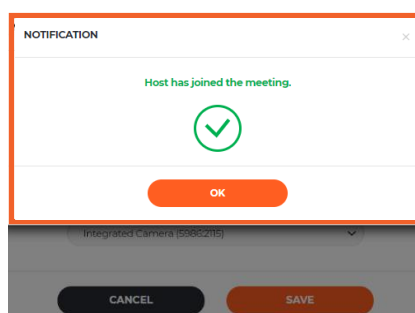 NOTIFICATION
×
Host has joined the meeting.
OK
Integrated Camera (5986:2115)
CANCEL
SAVE